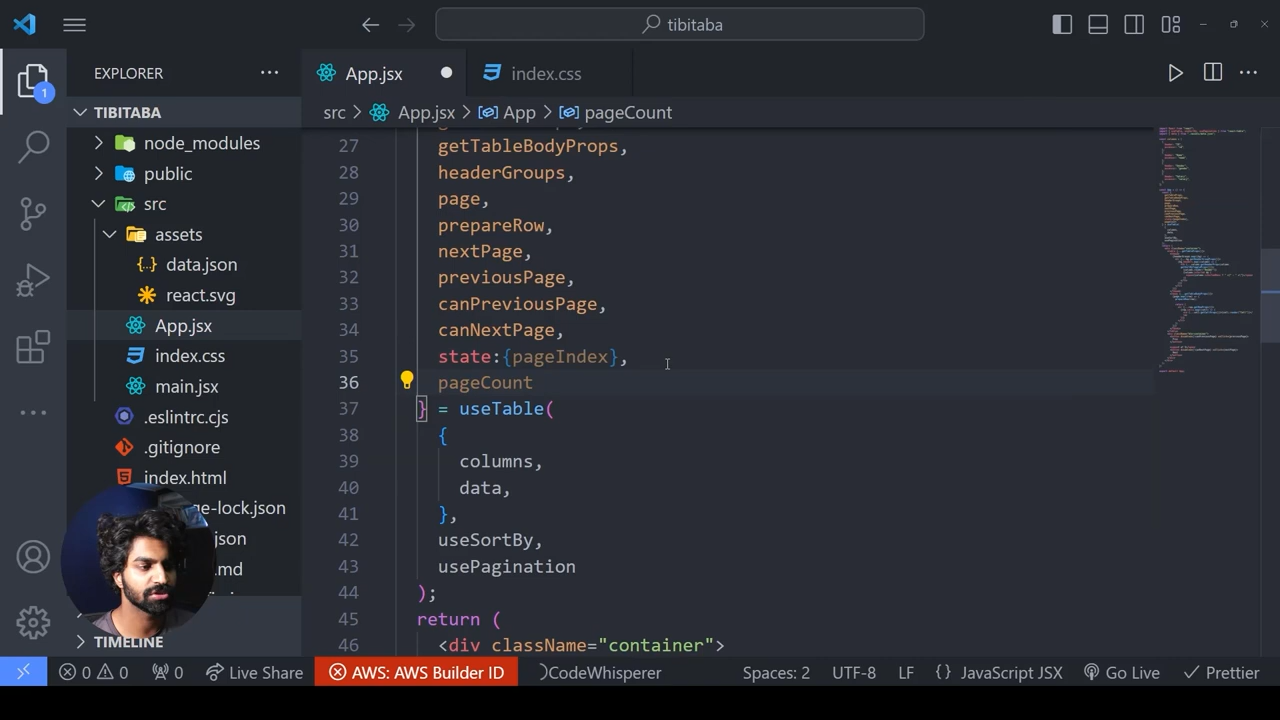 tibitaba
EXPLORER
App.jsx
index.css
TIBITABA
src > App.jsx > App > pageCount
node_modules
public
src
assets
data.json
react.svg
App.jsx
index.css
main.jsx
.eslintrc.cjs
.gitignore
index.html
ge-lock.json
.json
.md
TIMELINE
1
27 getTableBodyProps,
28 headerGroups,
29 page,
30 prepareRow,
31 nextPage,
32 previousPage,
33 canPreviousPage,
34 canNextPage,
35 state:{pageIndex},
36 pageCount
37 } = useTable(
38 {
39 columns,
40 data,
41 },
42 useSortBy,
43 usePagination
44 );
45 return (
46 <div className="container">
0 0 0 Live Share AWS: AWS Builder ID CodeWhisperer Spaces: 2 UTF-8 LF {} JavaScript JSX Go Live Prettier